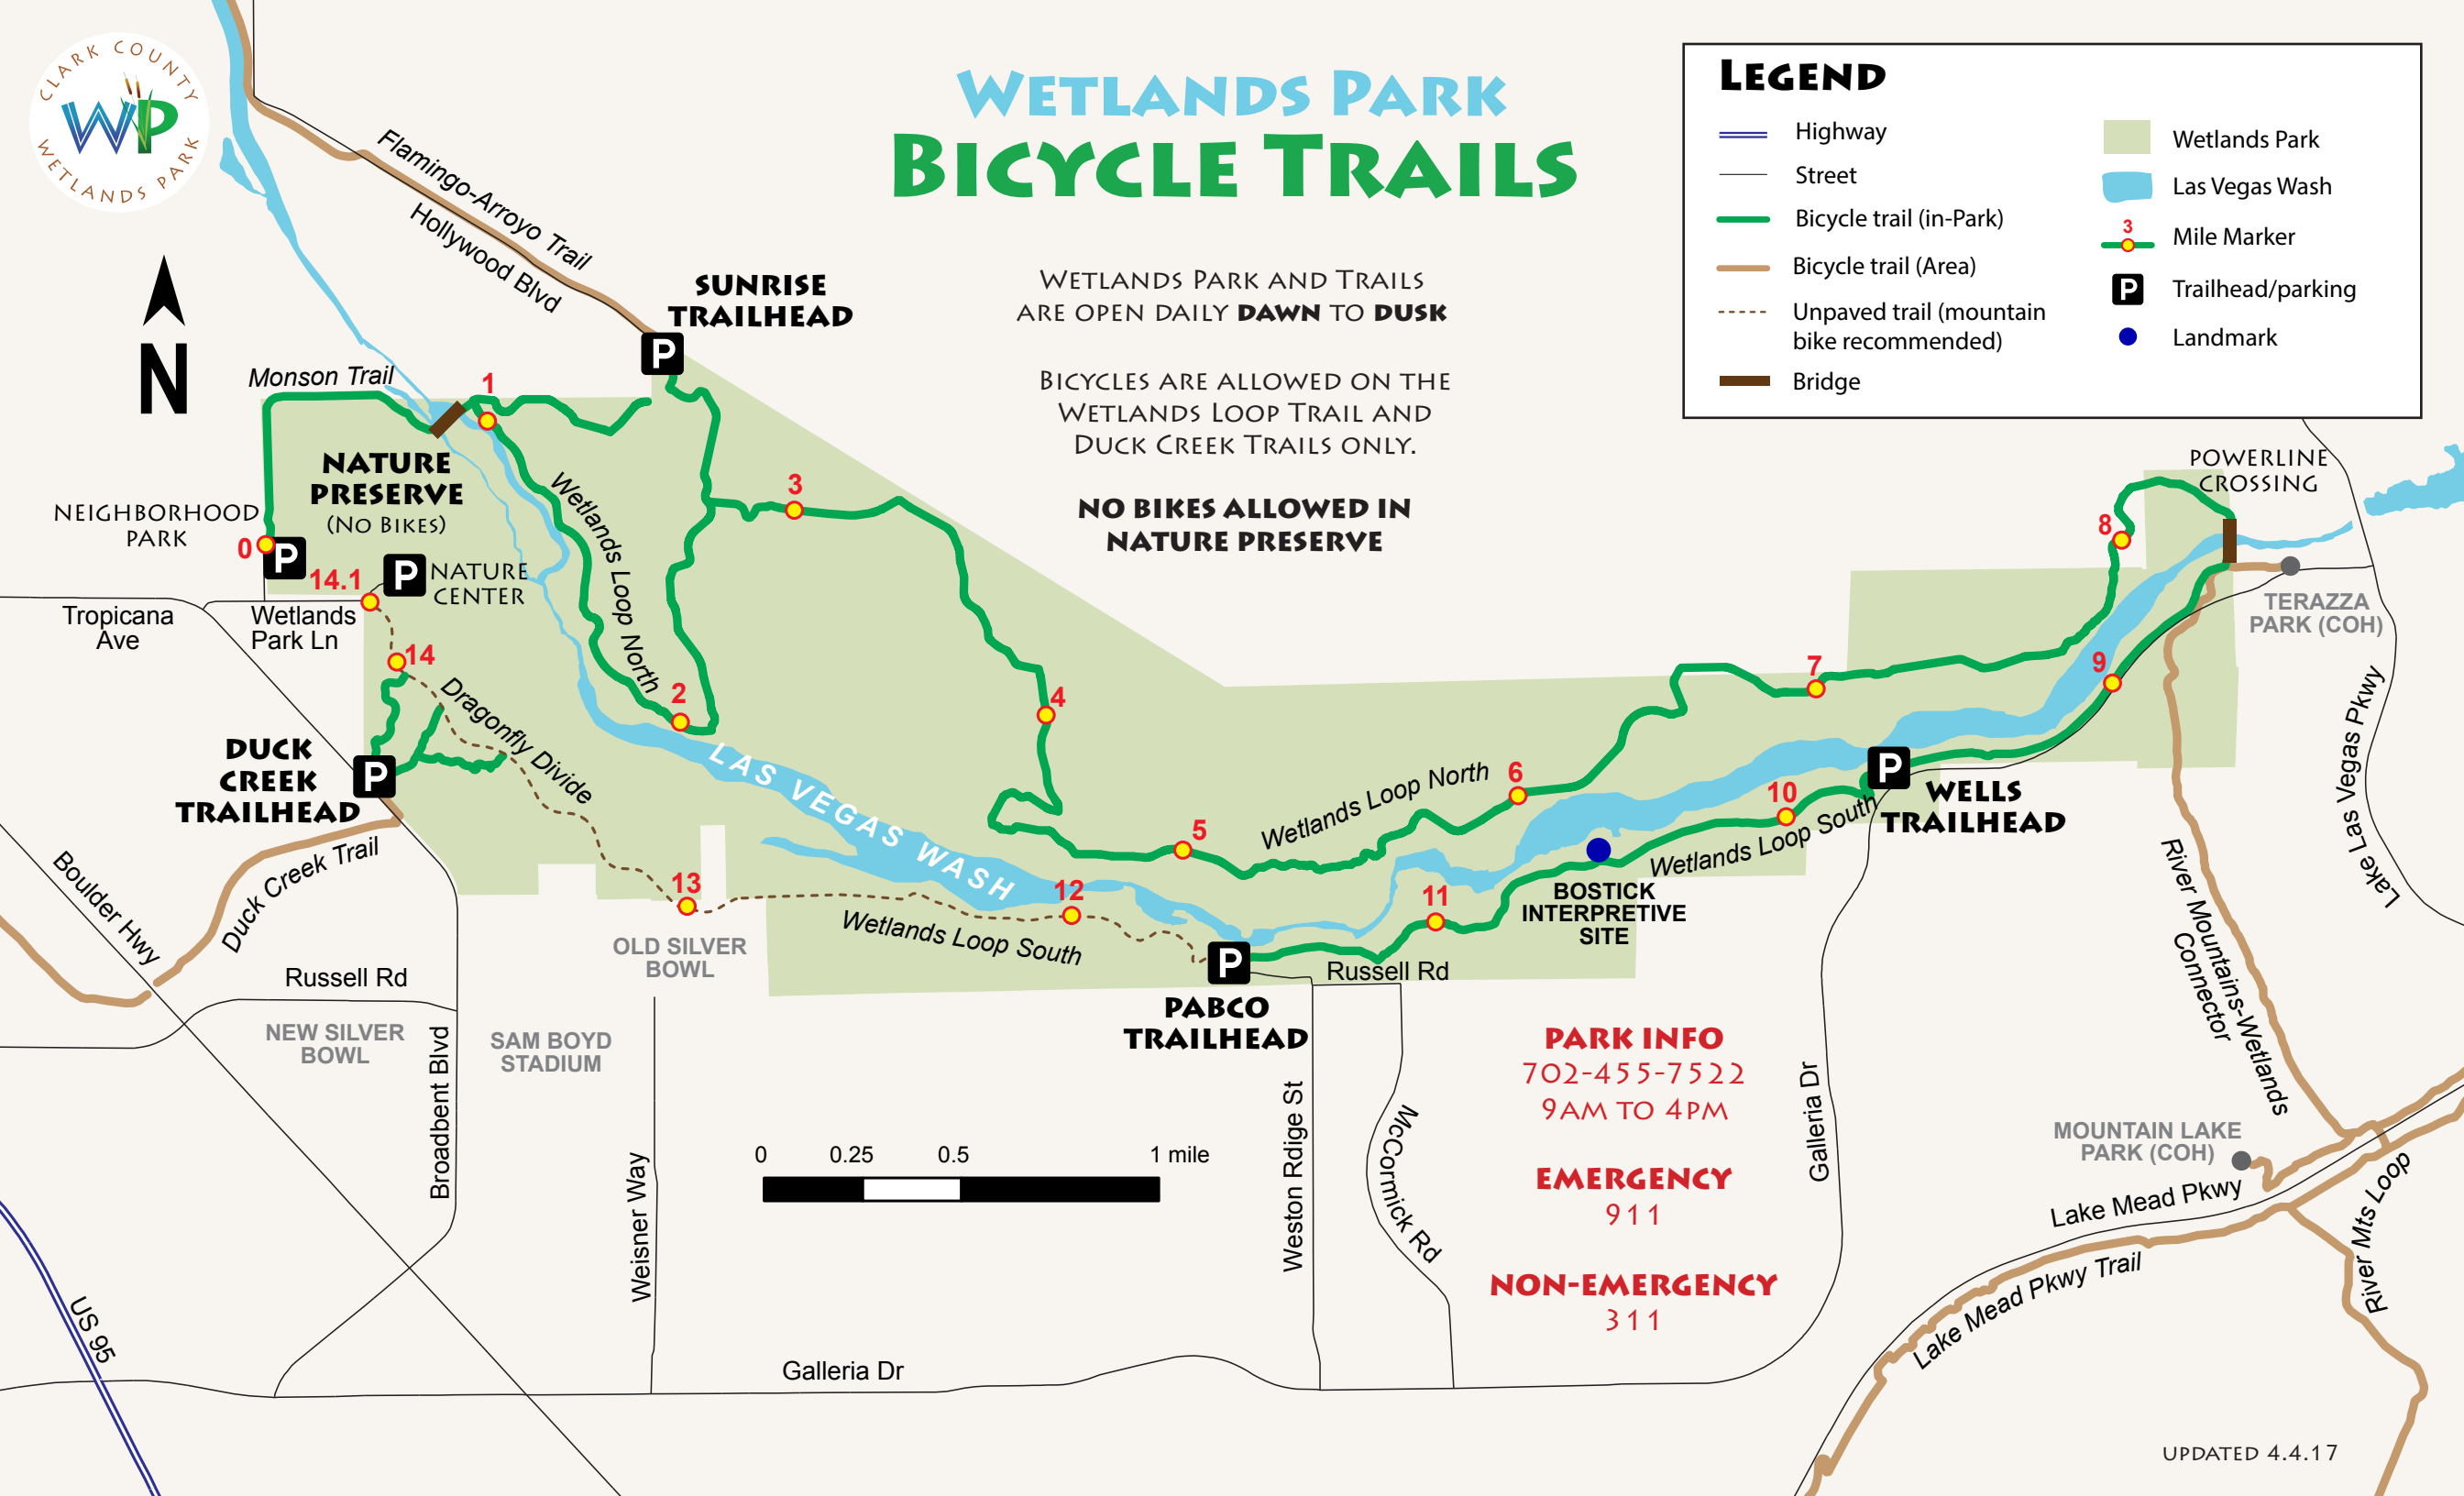 CLARK COUNTY
WP
WETLANDS PARK
WETLANDS PARK
BICYCLE TRAILS
WETLANDS PARK AND TRAILS
ARE OPEN DAILY DAWN TO DUSK
BICYCLES ARE ALLOWED ON THE
WETLANDS LOOP TRAIL AND
DUCK CREEK TRAILS ONLY.
NO BIKES ALLOWED IN
NATURE PRESERVE
LEGEND
Highway
Street
Bicycle trail (in-Park)
Bicycle trail (Area)
Unpaved trail (mountain
bike recommended)
Bridge
Wetlands Park
Las Vegas Wash
3
Mile Marker
P
Trailhead/parking
Landmark
N
Flamingo-Arroyo Trail
Hollywood Blvd
SUNRISE
TRAILHEAD
P
Monson Trail
1
NATURE
PRESERVE
(NO BIKES)
NEIGHBORHOOD
PARK
0
P
14.1
P
NATURE
CENTER
Tropicana
Ave
Wetlands
Park Ln
Wetlands Loop North
3
2
4
14
Dragonfly Divide
DUCK
CREEK
TRAILHEAD
P
Duck Creek Trail
Boulder Hwy
LAS VEGAS WASH
5
Wetlands Loop North
6
7
8
POWERLINE
CROSSING
TERAZZA
PARK (COH)
9
Lake Las Vegas Pkwy
P
WELLS
TRAILHEAD
10
Wetlands Loop South
BOSTICK
INTERPRETIVE
SITE
11
12
13
Wetlands Loop South
OLD SILVER
BOWL
P
PABCO
TRAILHEAD
Russell Rd
Russell Rd
NEW SILVER
BOWL
SAM BOYD
STADIUM
Broadbent Blvd
Weisner Way
Weston Rdige St
McCormick Rd
Galleria Dr
River Mountains-Wetlands
Connector
PARK INFO
702-455-7522
9AM TO 4PM
EMERGENCY
911
NON-EMERGENCY
311
0 0.25 0.5 1 mile
MOUNTAIN LAKE
PARK (COH)
Lake Mead Pkwy
Lake Mead Pkwy Trail
River Mts Loop
US 95
Galleria Dr
UPDATED 4.4.17